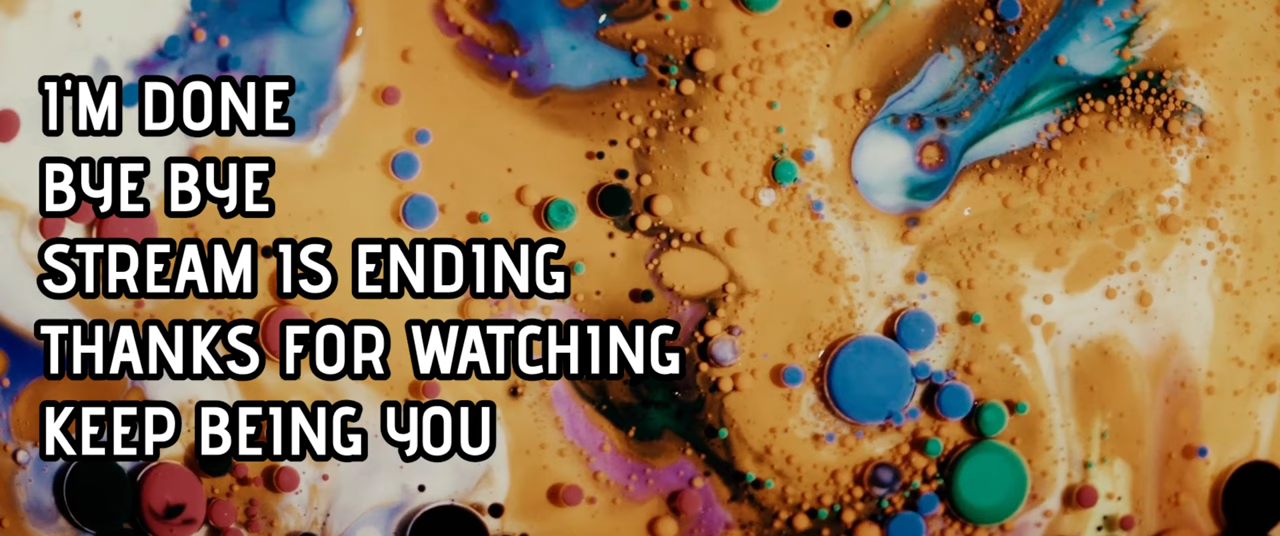 I'M DONE
BYE BYE
STREAM IS ENDING
THANKS FOR WATCHING
KEEP BEING YOU